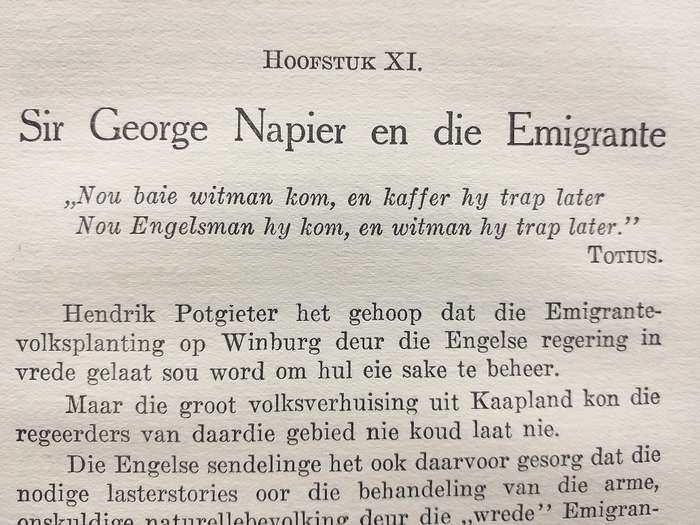 HOOFSTUK XI.
Sir George Napier en die Emigrante
„Nou baie witman kom, en kaffer hy trap later
Nou Engelsman hy kom, en witman hy trap later.”
TOTIUS.
Hendrik Potgieter het gehoop dat die Emigrante-
volksplanting op Winburg deur die Engelse regering in
vrede gelaat sou word om hul eie sake te beheer.
Maar die groot volksverhuising uit Kaapland kon die
regeerders van daardie gebied nie koud laat nie.
Die Engelse sendelinge het ook daarvoor gesorg dat die
nodige lasterstories oor die behandeling van die arme,
onskuldige naturellebevolking deur die „wrede” Emigran-